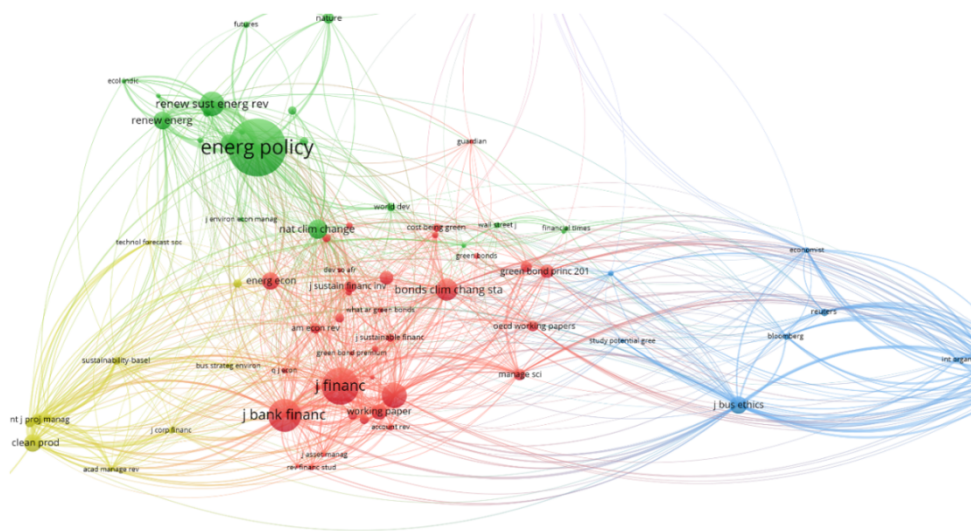 futures
nature
ecol indic
renew sust energ rev
renew energ
energ policy
guardian
world dev
j environ econ manag
nat clim change
cost being green
wall street j
financial times
technol forecast soc
economist
green bonds
dev so afr
green bond princ 201
energ econ
j sustain financ inv
bonds clim chang sta
what ar green bonds
reuters
am econ rev
oecd working papers
j sustainable financ
bloomberg
study potential gree
green bond premium
sustainability-basel
bus strateg environ
q j econ
int organ
manage sci
j financ
j bus ethics
j bank financ
working paper
nt j proj manag
account rev
j corp financ
clean prod
j asses manag
rev financ stud
acad manage rev